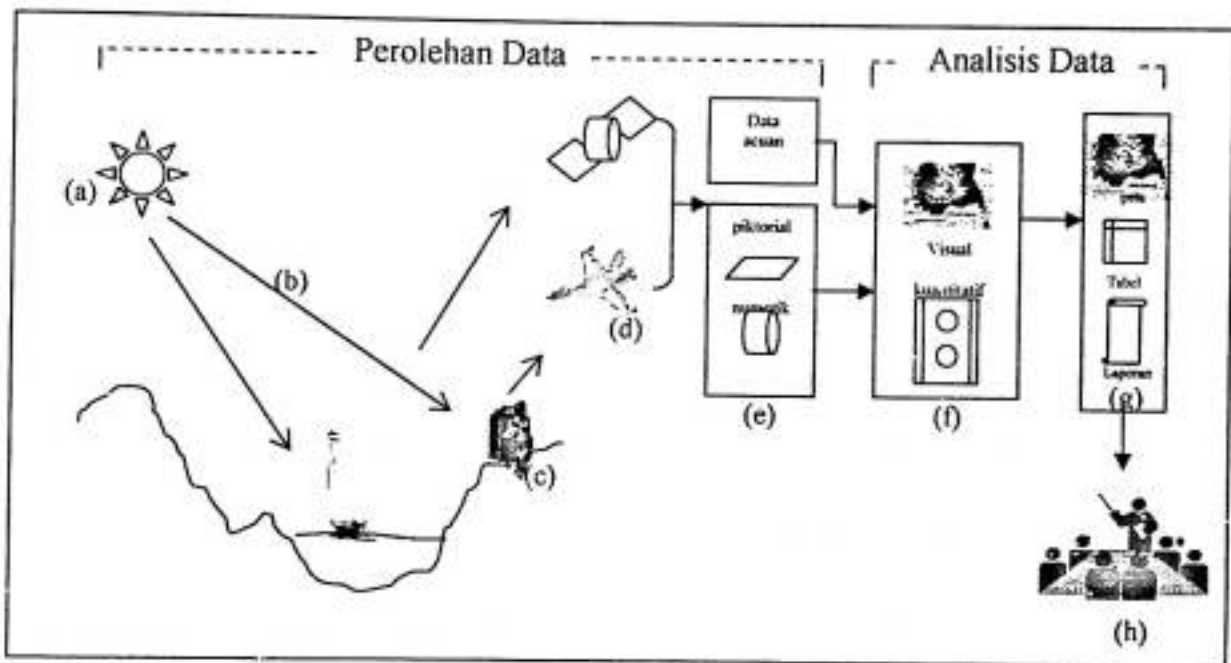 Perolehan Data
Analisis Data
(a)
(b)
(c)
(d)
Data
acuan
piktorial
numerik
(e)
Visual
kuantitatif
(f)
peta
Tabel
Laporan
(g)
(h)